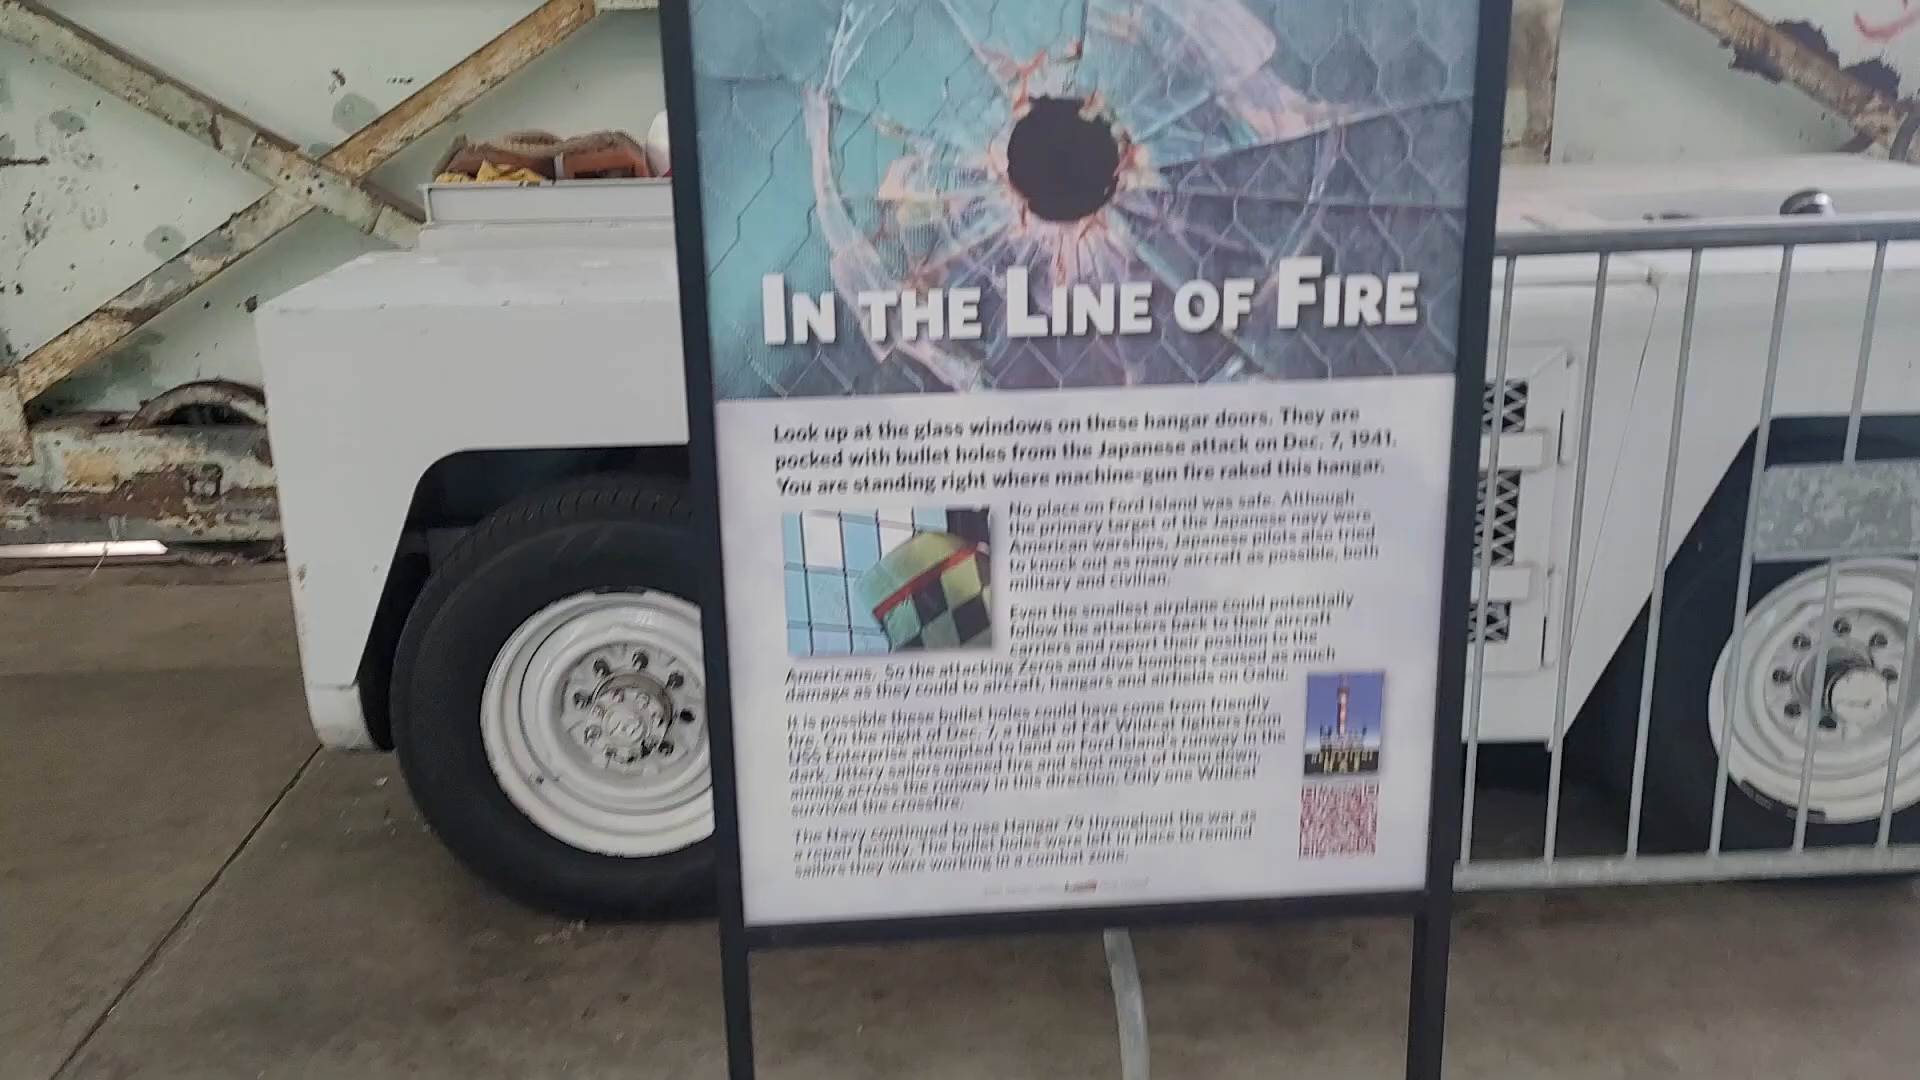 IN THE LINE OF FIRE
Look up at the glass windows on these hangar doors. They are
pocked with bullet holes from the Japanese attack on Dec. 7, 1941.
You are standing right where machine-gun fire raked this hangar.
No place on Ford Island was safe. Although
the primary target of the Japanese navy were
American warships, Japanese pilots also tried
to knock out as many aircraft as possible, both
military and civilian.
Even the smallest airplane could potentially
follow the attackers back to their aircraft
carriers and report their position to the
Americans. So the attacking Zeros and dive bombers caused as much
damage as they could to aircraft, hangars and airfields on Oahu.
It is possible these bullet holes could have come from friendly
fire. On the night of Dec. 7, a flight of F4F Wildcat fighters from
USS Enterprise attempted to land on Ford Island's runway in the
dark. Jittery sailors opened fire and shot most of them down,
aiming across the runway in this direction. Only one Wildcat
survived the crossfire.
The Navy continued to use Hangar 79 throughout the war as
a repair facility. The bullet holes were left in place to remind
sailors they were working in a combat zone.